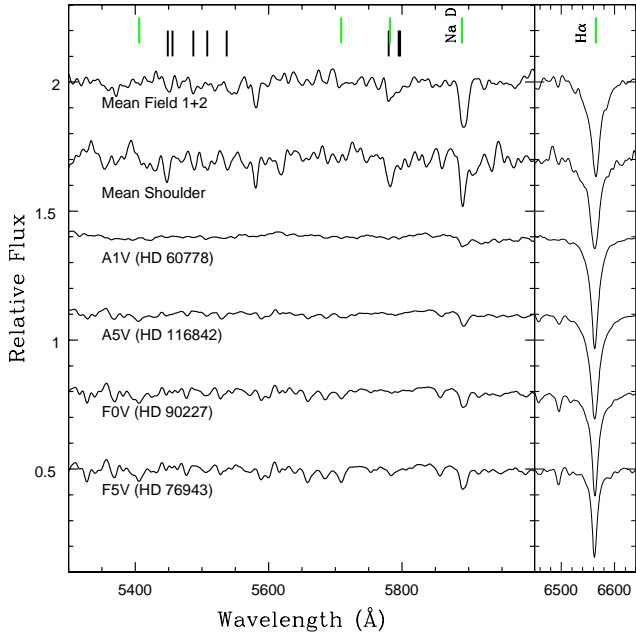 Na D
Hα
2
Mean Field 1+2
Mean Shoulder
1.5
A1V (HD 60778)
A5V (HD 116842)
1
F0V (HD 90227)
0.5
F5V (HD 76943)
Relative Flux
5400
5600
5800
6500
6600
Wavelength (Å)